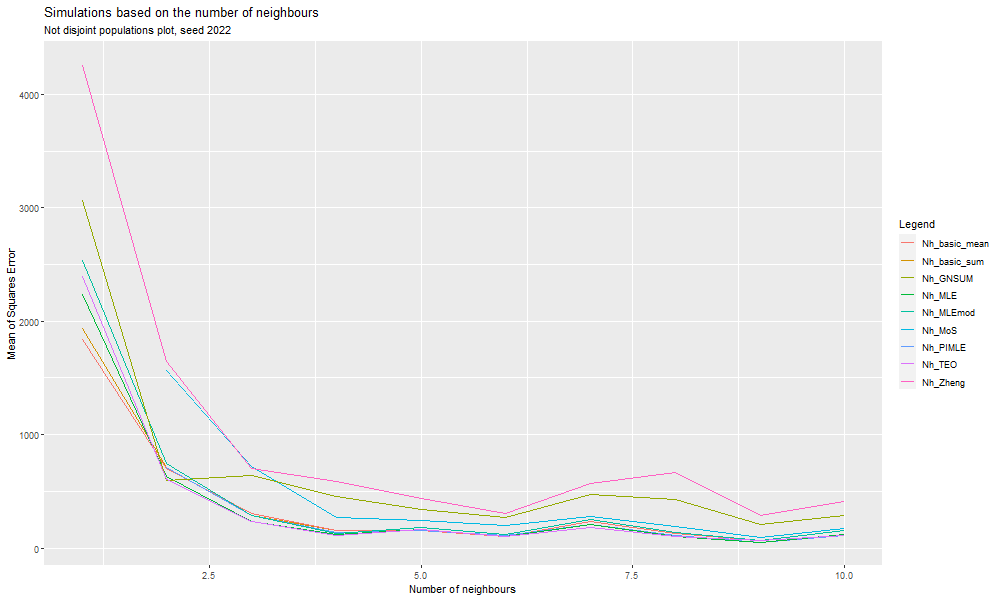 Simulations based on the number of neighbours
Not disjoint populations plot, seed 2022
Mean of Squares Error
4000
3000
2000
1000
0
2.5
5.0
7.5
10.0
Number of neighbours
Legend
Nh_basic_mean
Nh_basic_sum
Nh_GNSUM
Nh_MLE
Nh_MLEmod
Nh_MoS
Nh_PIMLE
Nh_TEO
Nh_Zheng